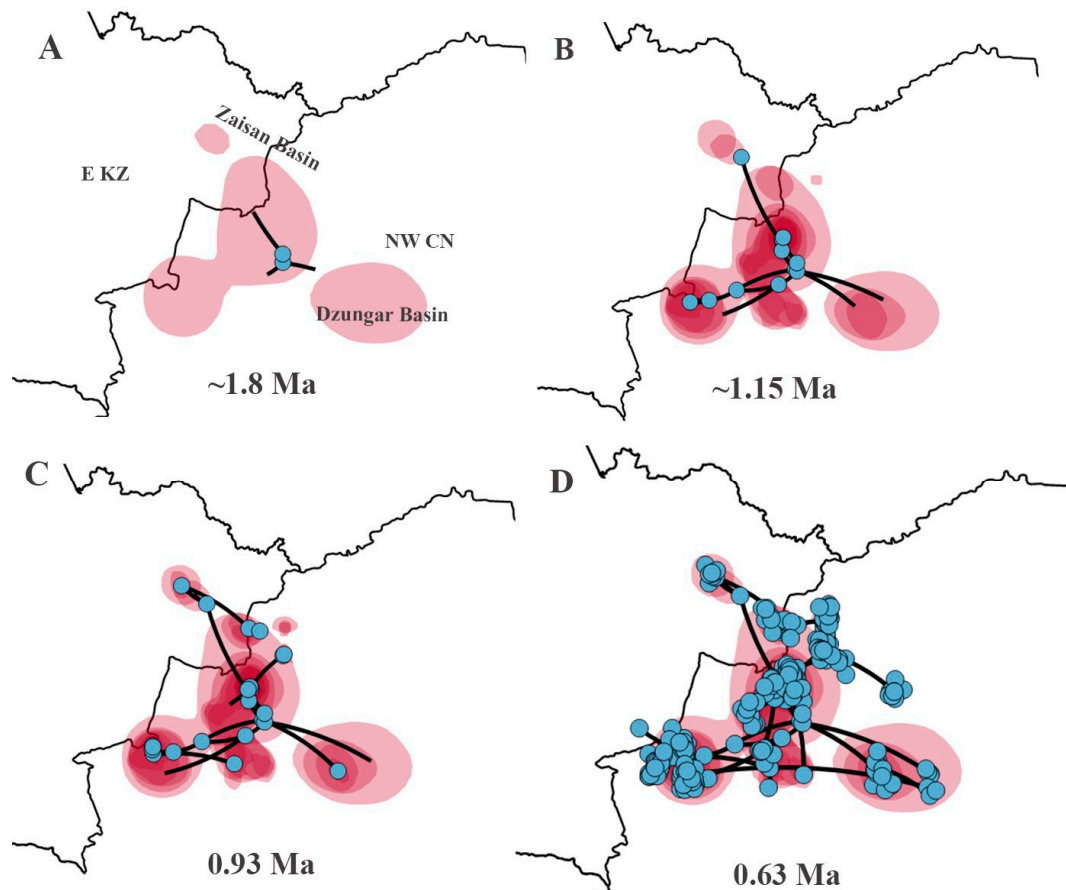 A
B
Zaisan Basin
E KZ
NW CN
Dzungar Basin
~1.8 Ma
~1.15 Ma
C
D
0.93 Ma
0.63 Ma